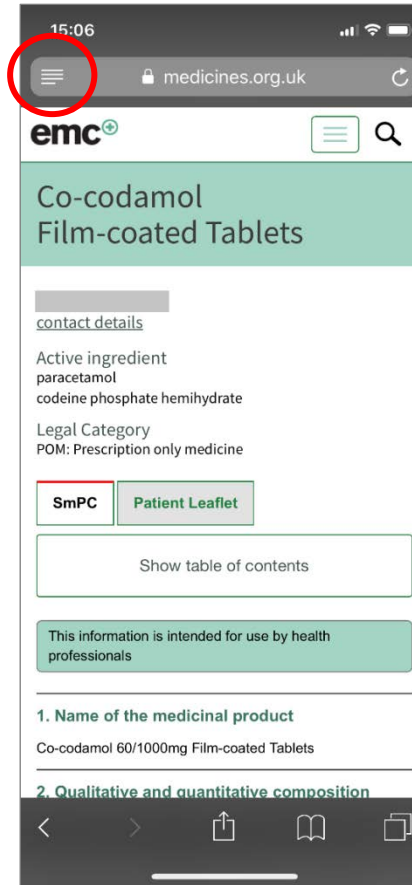 15:06
medicines.org.uk
emc
Co-codamol
Film-coated Tablets
contact details
Active ingredient
paracetamol
codeine phosphate hemihydrate
Legal Category
POM: Prescription only medicine
SmPC
Patient Leaflet
Show table of contents
This information is intended for use by health
professionals
1. Name of the medicinal product
Co-codamol 60/1000mg Film-coated Tablets
2. Qualitative and quantitative composition